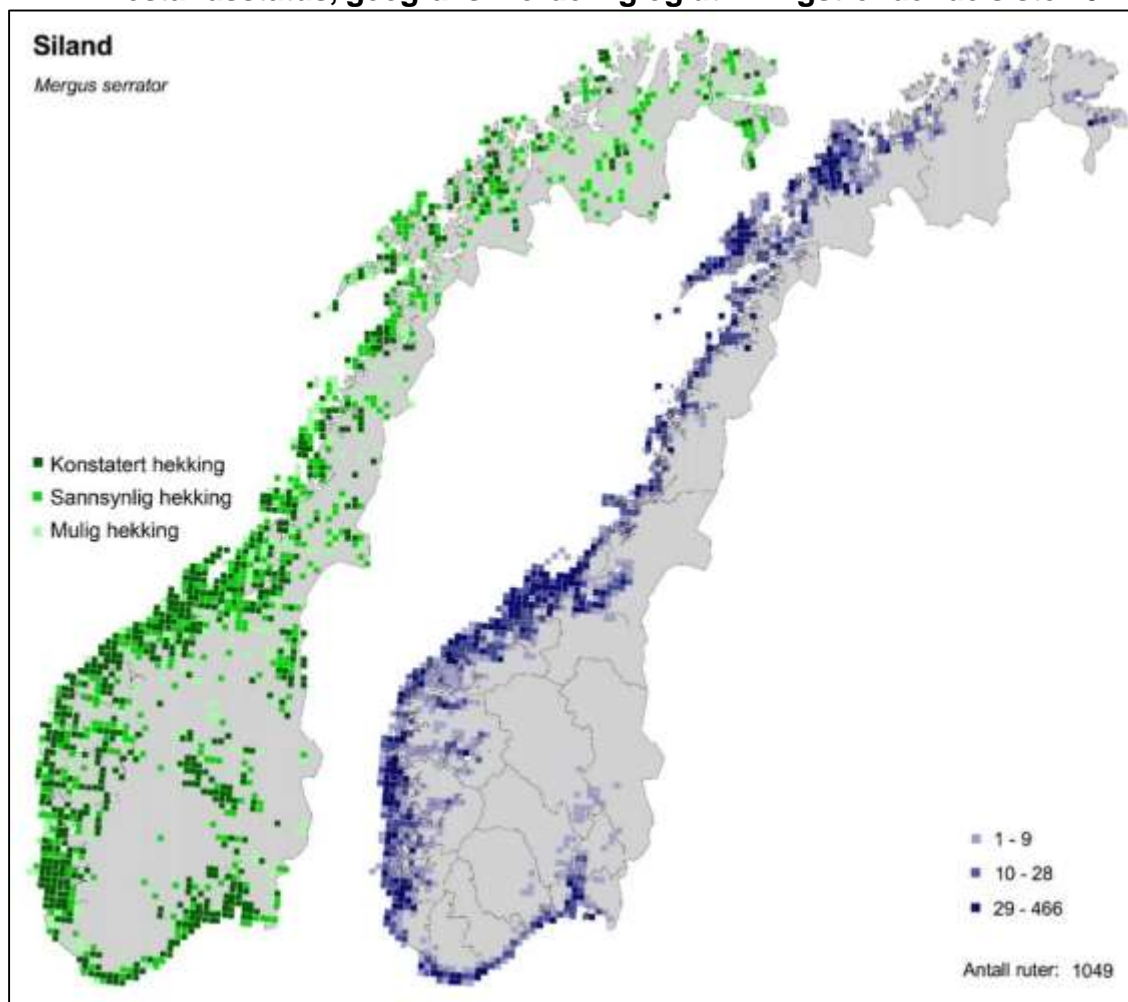 Siland
Mergus serrator
Konstatert hekking
Sannsynlig hekking
Mulig hekking
1 - 9
10 - 28
29 - 466
Antall ruter: 1049